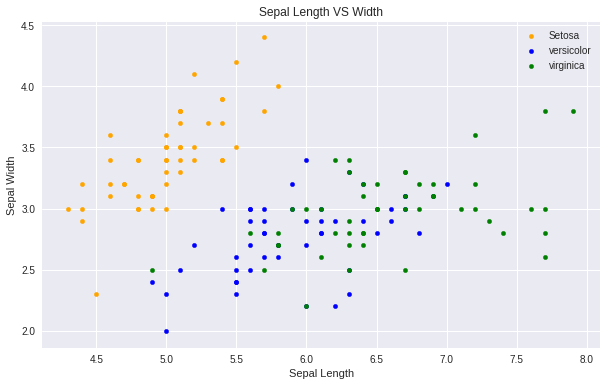 Sepal Length VS Width
4.5
4.0
3.5
3.0
2.5
2.0
Sepal Width
Setosa
versicolor
virginica
4.5 5.0 5.5 6.0 6.5 7.0 7.5 8.0
Sepal Length